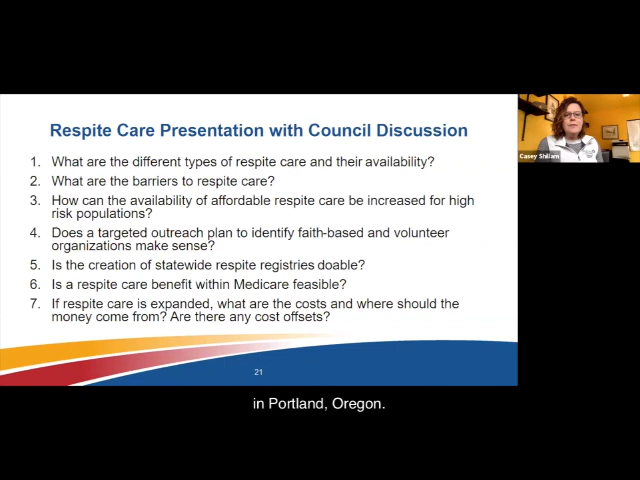 Respite Care Presentation with Council Discussion
1. What are the different types of respite care and their availability?
2. What are the barriers to respite care?
3. How can the availability of affordable respite care be increased for high
risk populations?
4. Does a targeted outreach plan to identify faith-based and volunteer
organizations make sense?
5. Is the creation of statewide respite registries doable?
6. Is a respite care benefit within Medicare feasible?
7. If respite care is expanded, what are the costs and where should the
money come from? Are there any cost offsets?
21
Casey Shillam
in Portland, Oregon.